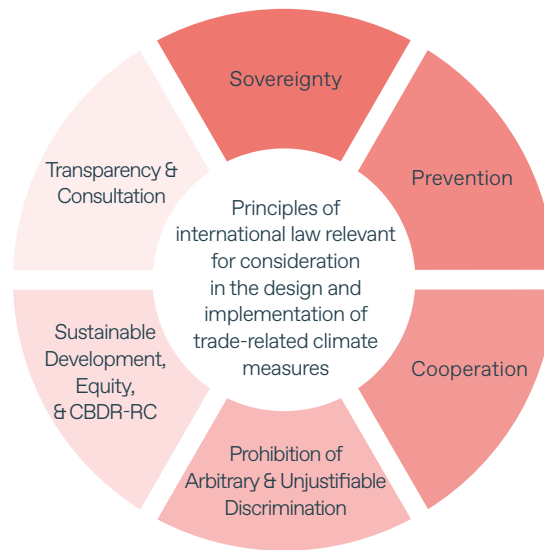 Sovereignty
Prevention
Cooperation
Prohibition of
Arbitrary & Unjustifiable
Discrimination
Sustainable
Development,
Equity,
& CBDR-RC
Transparency &
Consultation
Principles of
international law relevant
for consideration
in the design and
implementation of
trade-related climate
measures